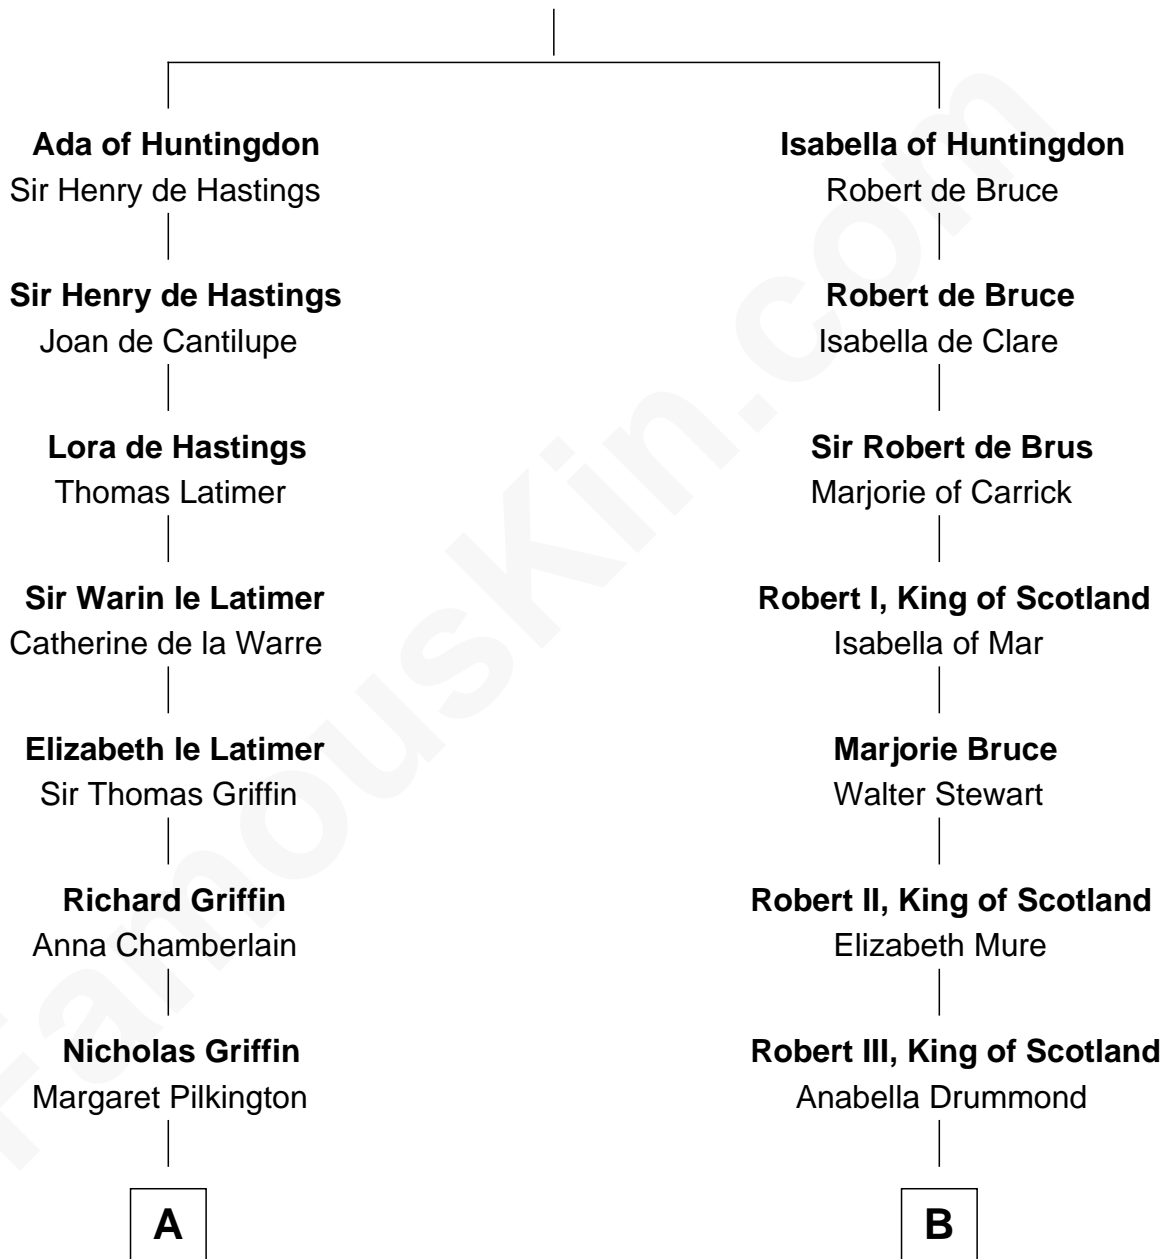 Ada of Huntingdon
Sir Henry de Hastings
Sir Henry de Hastings
Joan de Cantilupe
Lora de Hastings
Thomas Latimer
Sir Warin le Latimer
Catherine de la Warre
Elizabeth le Latimer
Sir Thomas Griffin
Richard Griffin
Anna Chamberlain
Nicholas Griffin
Margaret Pilkington
A
Isabella of Huntingdon
Robert de Bruce
Robert de Bruce
Isabella de Clare
Sir Robert de Brus
Marjorie of Carrick
Robert I, King of Scotland
Isabella of Mar
Marjorie Bruce
Walter Stewart
Robert II, King of Scotland
Elizabeth Mure
Robert III, King of Scotland
Anabella Drummond
B
FamousKin.com